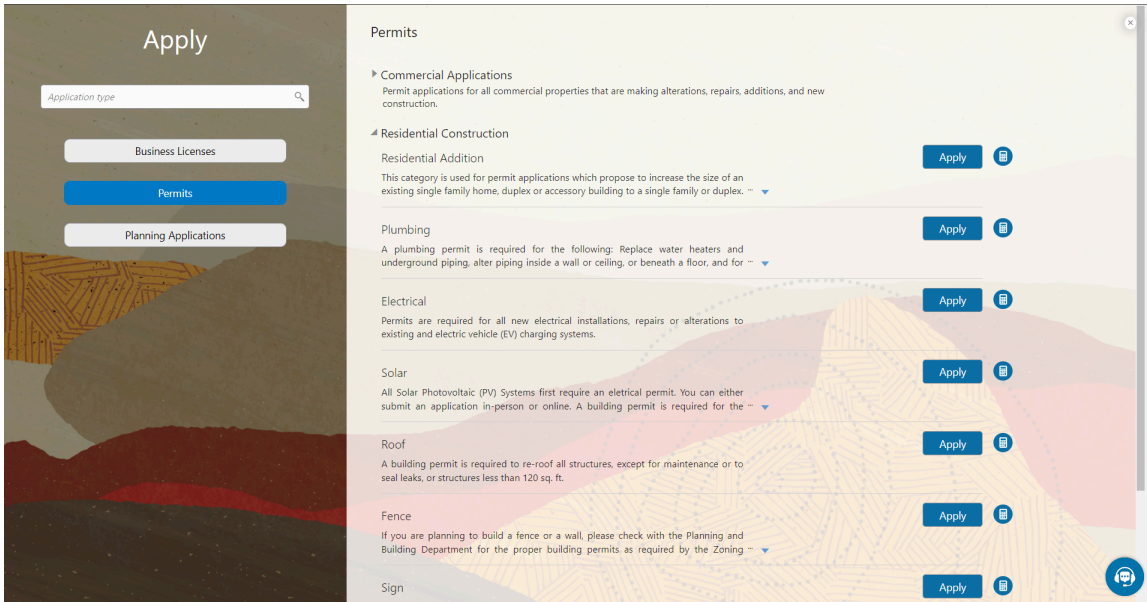 Apply
Application type
Business Licenses
Permits
Planning Applications
Permits
Commercial Applications
Permit applications for all commercial properties that are making alterations, repairs, additions, and new
construction.
Residential Construction
Residential Addition
Apply
This category is used for permit applications which propose to increase the size of an
existing single family home, duplex or accessory building to a single family or duplex. ...
Plumbing
Apply
A plumbing permit is required for the following: Replace water heaters and
underground piping, alter piping inside a wall or ceiling, or beneath a floor, and for ...
Electrical
Apply
Permits are required for all new electrical installations, repairs or alterations to
existing and electric vehicle (EV) charging systems.
Solar
Apply
All Solar Photovoltaic (PV) Systems first require an eletrical permit. You can either
submit an application in-person or online. A building permit is required for the ...
Roof
Apply
A building permit is required to re-roof all structures, except for maintenance or to
seal leaks, or structures less than 120 sq. ft.
Fence
Apply
If you are planning to build a fence or a wall, please check with the Planning and
Building Department for the proper building permits as required by the Zoning ...
Sign
Apply